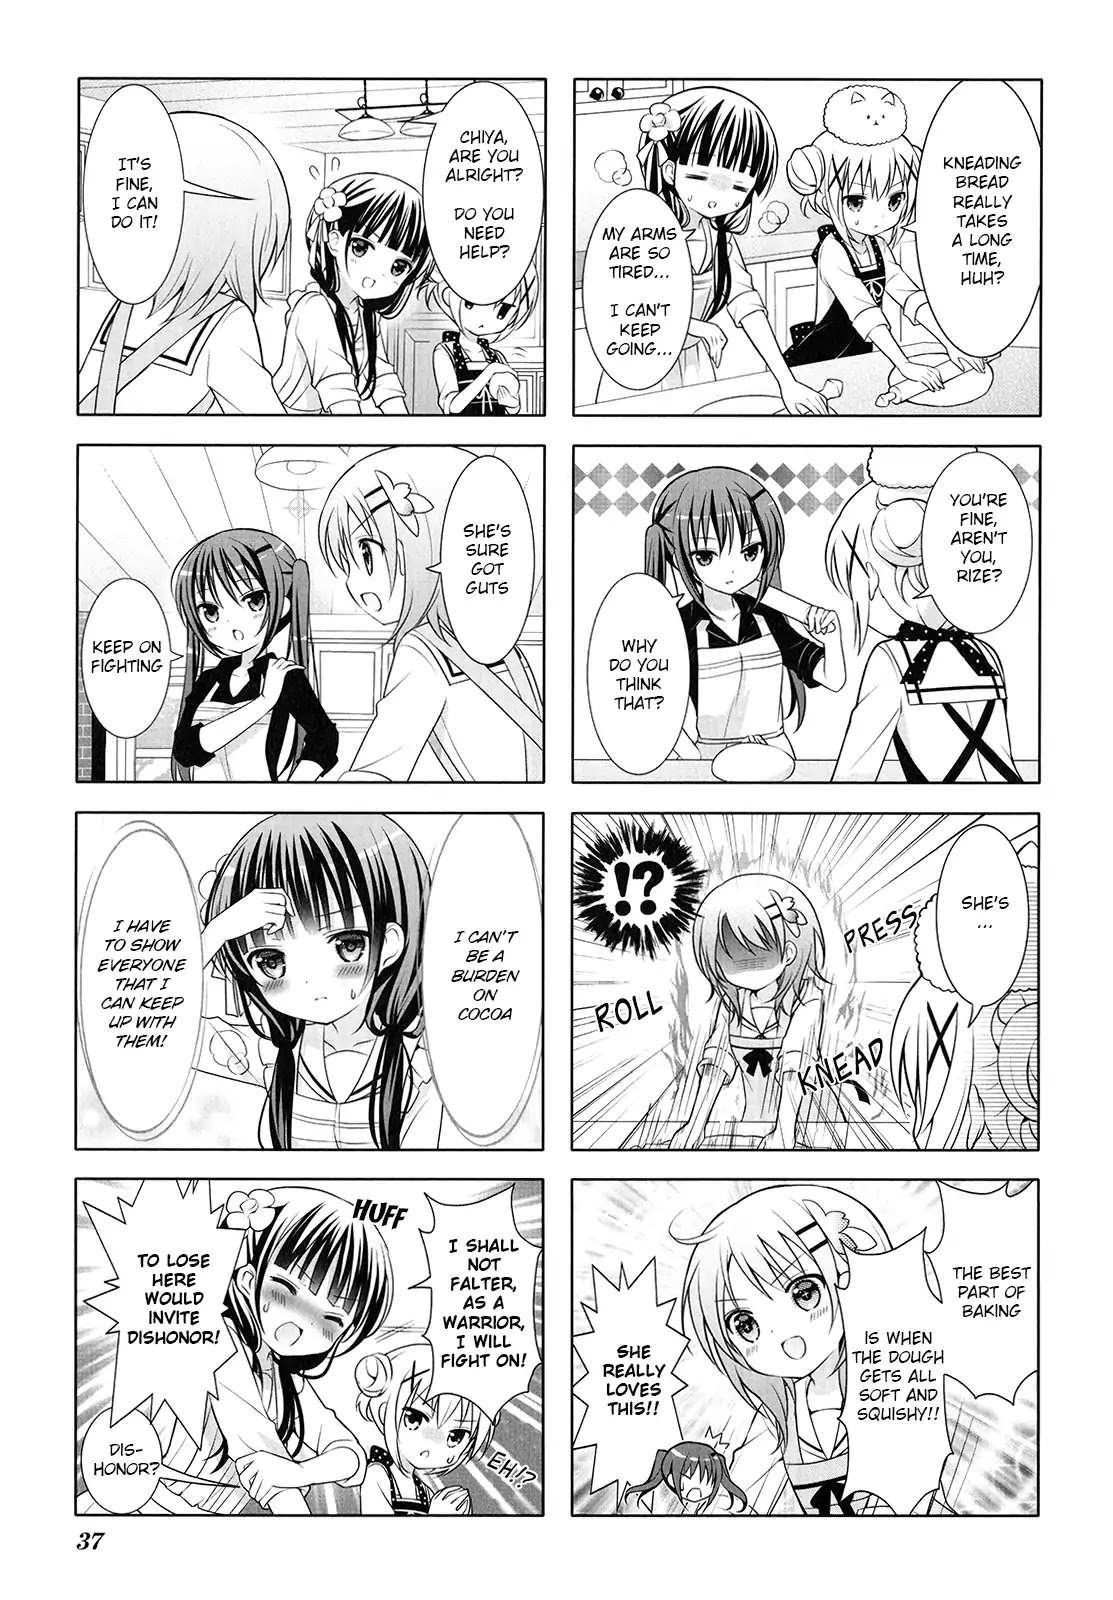 KNEADING
BREAD
REALLY
TAKES
A LONG
TIME,
HUH?
MY ARMS
ARE SO
TIRED...
I CAN'T
KEEP
GOING...
YOU'RE
FINE,
AREN'T
YOU,
RIZE?
WHY
DO YOU
THINK
THAT?
SHE'S
...
PRESS
!?
ROLL
KNEAD
THE BEST
PART OF
BAKING
IS WHEN
THE DOUGH
GETS ALL
SOFT AND
SQUISHY!!
SHE
REALLY
LOVES
THIS!!
CHIYA,
ARE YOU
ALRIGHT?
DO YOU
NEED
HELP?
IT'S
FINE,
I CAN
DO IT!
SHE'S
SURE
GOT
GUTS
KEEP ON
FIGHTING
I CAN'T
BE A
BURDEN
ON
COCOA
I HAVE
TO SHOW
EVERYONE
THAT I
CAN KEEP
UP WITH
THEM!
I SHALL
NOT
FALTER,
AS A
WARRIOR,
I WILL
FIGHT ON!
HUFF
TO LOSE
HERE
WOULD
INVITE
DISHONOR!
EH!?
DIS-
HONOR?
37